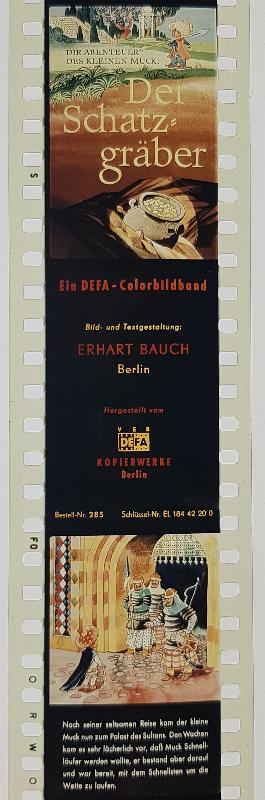 DIE ABENTEUER
DES KLEINEN MUCK:
Der
Schatz=
gräber
Ein DEFA-Colorbildband
Bild- und Textgestaltung:
ERHART BAUCH
Berlin
Hergestellt vom
VEB
DEFA
KOPIERWERKE
Berlin
Bestell-Nr. 285 Schlüssel-Nr. EL 184 42 20 0
Nach seiner seltsamen Reise kam der kleine
Muck nun zum Palast des Sultans. Den Wachen
kam es sehr lächerlich vor, daß Muck Schnell-
läufer werden wollte, er bestand aber darauf
und war bereit, mit dem Schnellsten um die
Wette zu laufen.
S
FO
ORWO